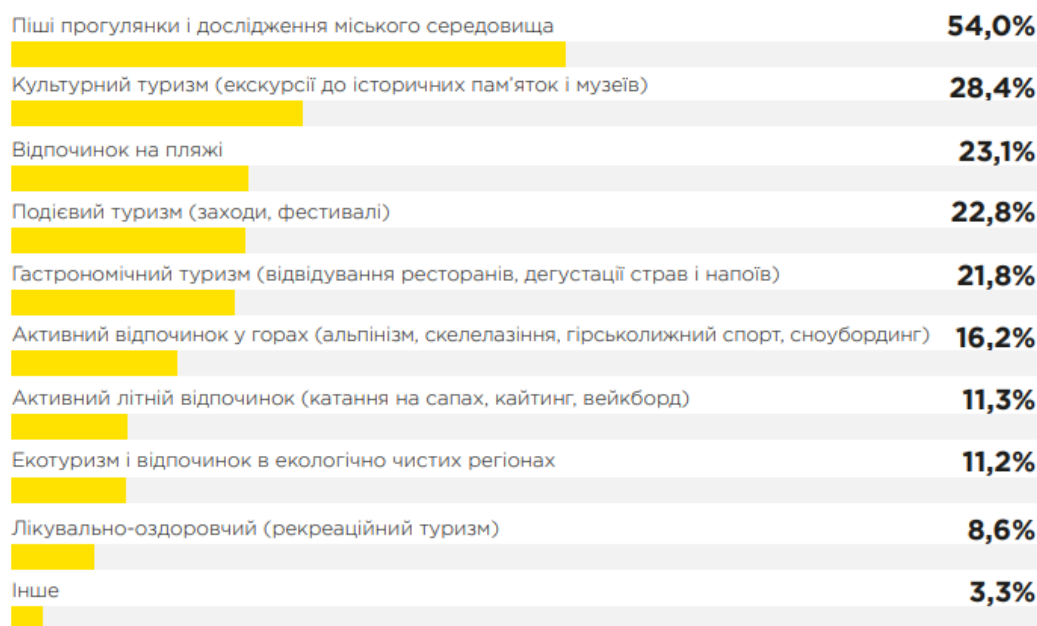 Піші прогулянки і дослідження міського середовища 54,0%
Культурний туризм (екскурсії до історичних пам'яток і музеїв) 28,4%
Відпочинок на пляжі 23,1%
Подієвий туризм (заходи, фестивалі) 22,8%
Гастрономічний туризм (відвідування ресторанів, дегустації страв і напоїв) 21,8%
Активний відпочинок у горах (альпінізм, скелелазіння, гірськолижний спорт, сноубординг) 16,2%
Активний літній відпочинок (катання на сапах, кайтинг, вейкборд) 11,3%
Екотуризм і відпочинок в екологічно чистих регіонах 11,2%
Лікувально-оздоровчий (рекреаційний туризм) 8,6%
Інше 3,3%